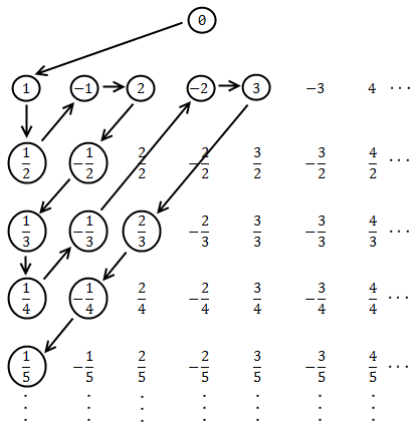 0
1 −1 2 −2 3 −3 4 ⋯
1/2 −1/2 2/2 −2/2 3/2 −3/2 4/2 ⋯
1/3 −1/3 2/3 −2/3 3/3 −3/3 4/3 ⋯
1/4 −1/4 2/4 −2/4 3/4 −3/4 4/4 ⋯
1/5 −1/5 2/5 −2/5 3/5 −3/5 4/5 ⋯
⋮ ⋮ ⋮ ⋮ ⋮ ⋮ ⋮